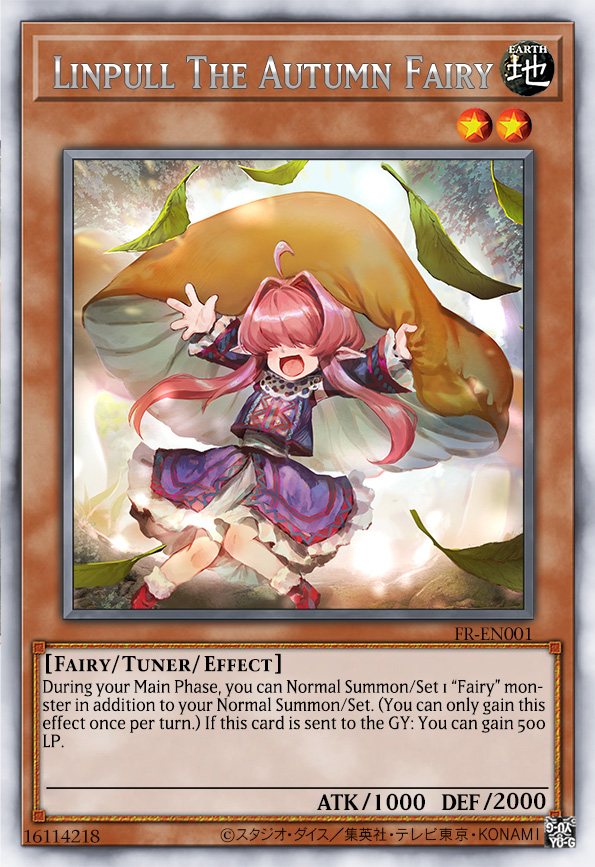 Linpull The Autumn Fairy
EARTH
地
FR-EN001
[Fairy/Tuner/Effect]
During your Main Phase, you can Normal Summon/Set 1 “Fairy” mon-
ster in addition to your Normal Summon/Set. (You can only gain this
effect once per turn.) If this card is sent to the GY: You can gain 500
LP.
ATK/1000 DEF/2000
16114218 ©スタジオ・ダイス／集英社・テレビ東京・KONAMI